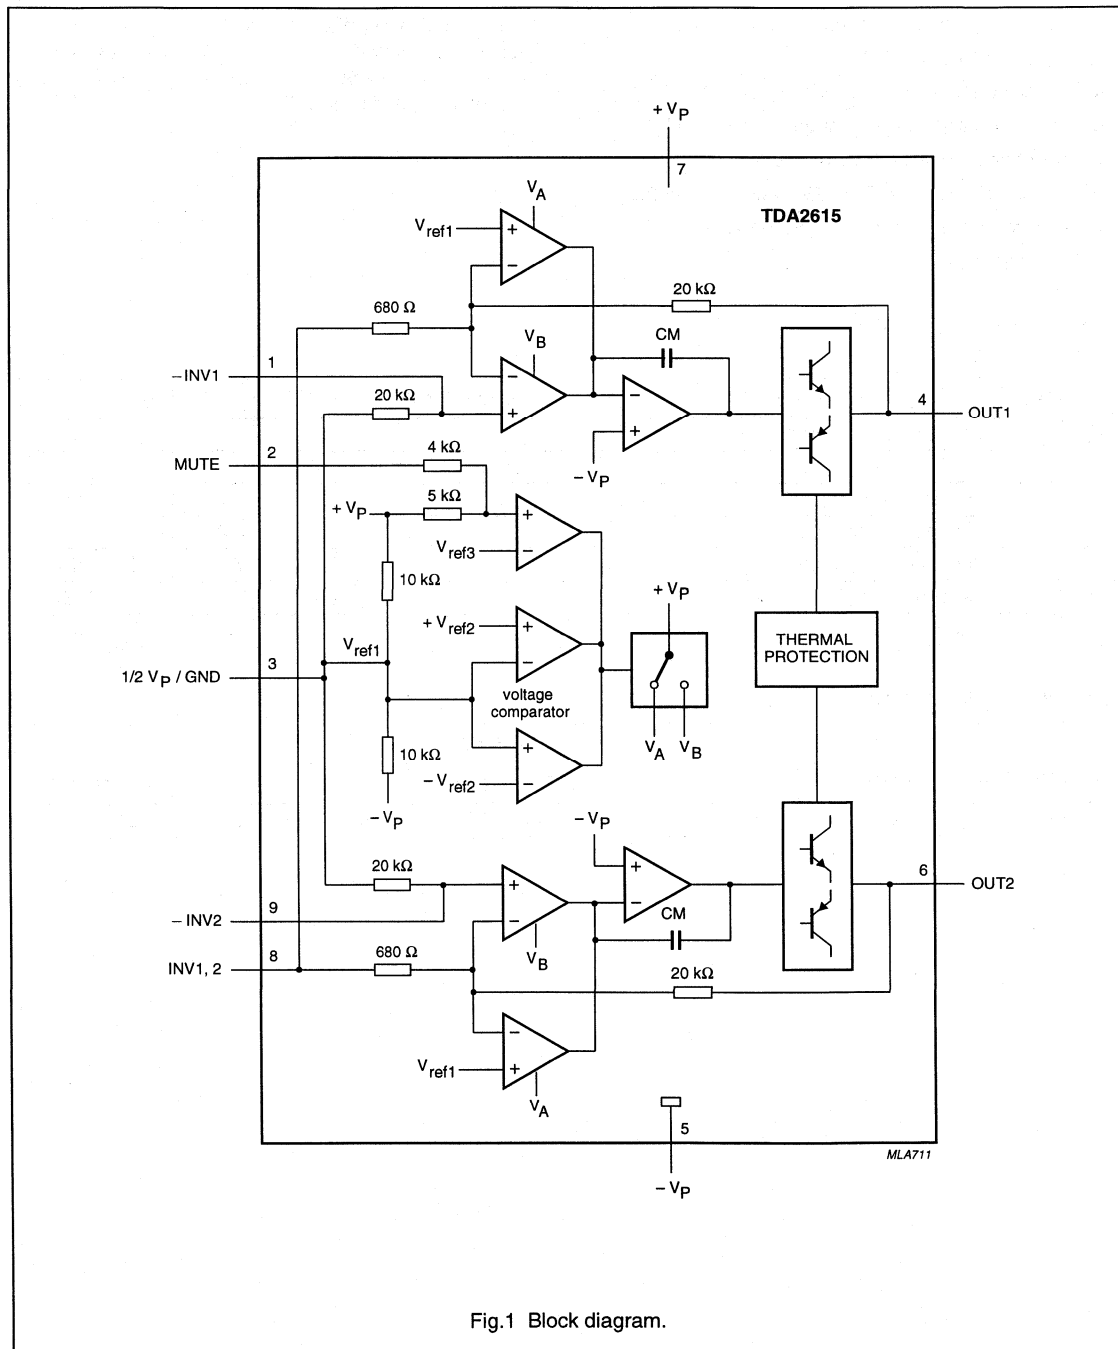 + VP
7
TDA2615
VA
Vref1
+
−
20 kΩ
680 Ω
VB
CM
1
− INV1
−
+
20 kΩ
−
+
4
OUT1
− VP
2
MUTE
4 kΩ
5 kΩ
+ VP
+
Vref3
−
10 kΩ
+ VP
+ Vref2
+
−
Vref1
THERMAL
PROTECTION
3
1/2 VP / GND
voltage
comparator
VA VB
+
10 kΩ
− Vref2
−
− VP
− VP
20 kΩ
+
+
6
OUT2
9
− INV2
−
−
CM
8
INV1, 2
680 Ω
VB
20 kΩ
−
Vref1
+
VA
5
MLA711
− VP
Fig.1 Block diagram.